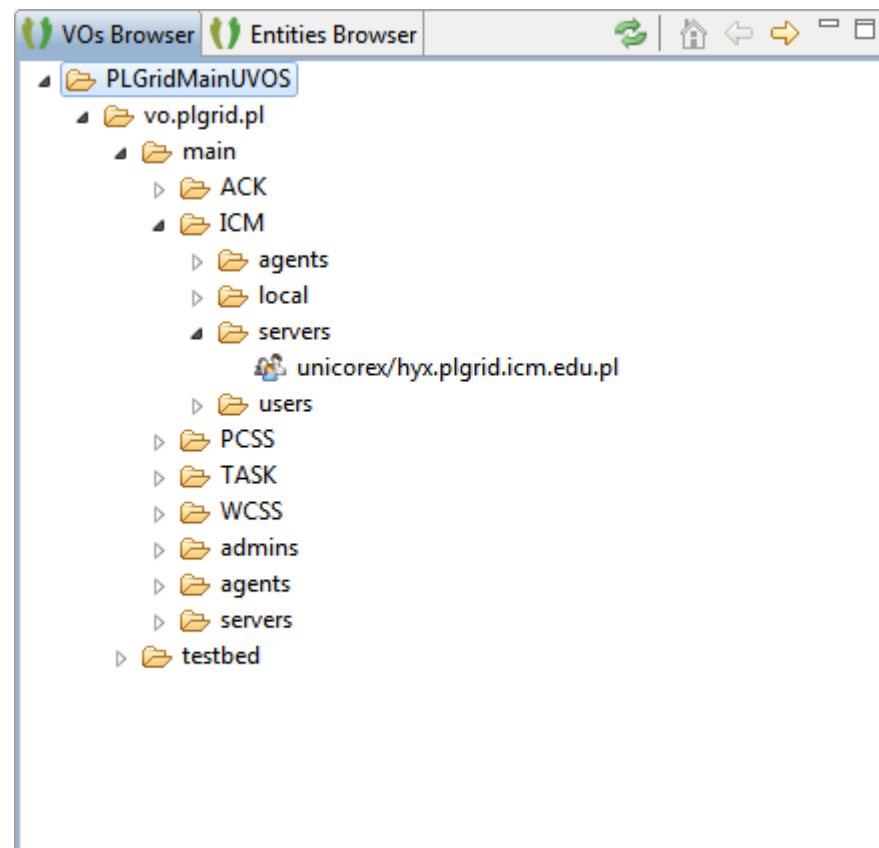 VOs Browser Entities Browser
PLGridMainUVOS
vo.plgrid.pl
main
ACK
ICM
agents
local
servers
unicorex/hyx.plgrid.icm.edu.pl
users
PCSS
TASK
WCSS
admins
agents
servers
testbed